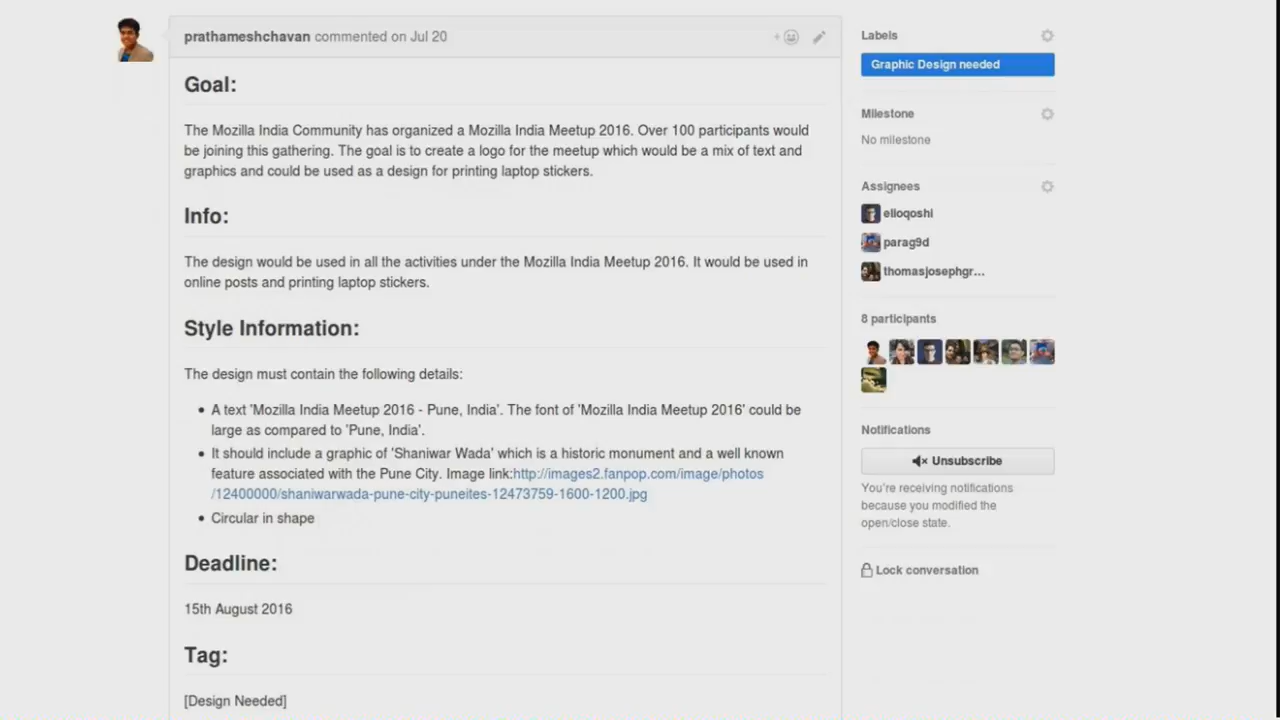 prathameshchavan commented on Jul 20
Goal:
The Mozilla India Community has organized a Mozilla India Meetup 2016. Over 100 participants would
be joining this gathering. The goal is to create a logo for the meetup which would be a mix of text and
graphics and could be used as a design for printing laptop stickers.
Info:
The design would be used in all the activities under the Mozilla India Meetup 2016. It would be used in
online posts and printing laptop stickers.
Style Information:
The design must contain the following details:
• A text 'Mozilla India Meetup 2016 - Pune, India'. The font of 'Mozilla India Meetup 2016' could be
large as compared to 'Pune, India'.
• It should include a graphic of 'Shaniwar Wada' which is a historic monument and a well known
feature associated with the Pune City. Image link:http://images2.fanpop.com/image/photos
/12400000/shaniwarwada-pune-city-puneites-12473759-1600-1200.jpg
• Circular in shape
Deadline:
15th August 2016
Tag:
[Design Needed]
Labels
Graphic Design needed
Milestone
No milestone
Assignees
elioqoshi
parag9d
thomasjosephgr...
8 participants
Notifications
Unsubscribe
You're receiving notifications
because you modified the
open/close state.
Lock conversation